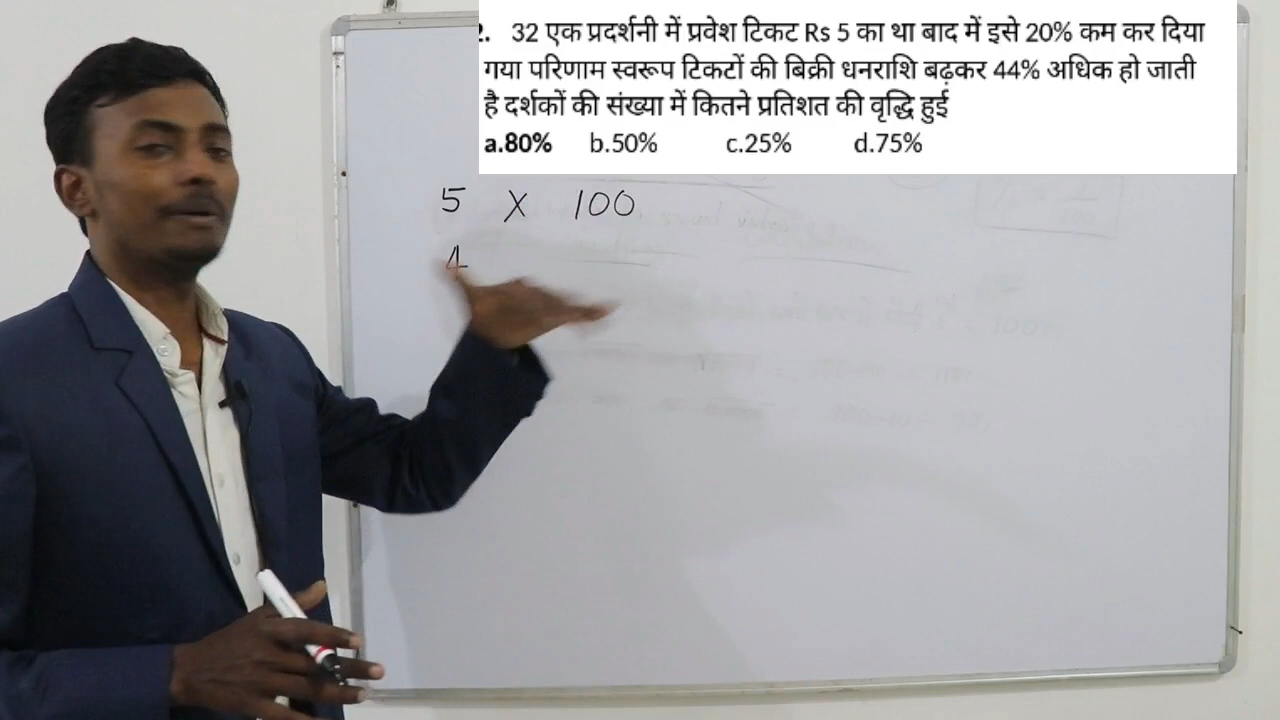 2. 32 एक प्रदर्शनी में प्रवेश टिकट Rs 5 का था बाद में इसे 20% कम कर दिया
गया परिणाम स्वरूप टिकटों की बिक्री धनराशि बढ़कर 44% अधिक हो जाती
है दर्शकों की संख्या में कितने प्रतिशत की वृद्धि हुई
a.80% b.50% c.25% d.75%
5 X 100
4